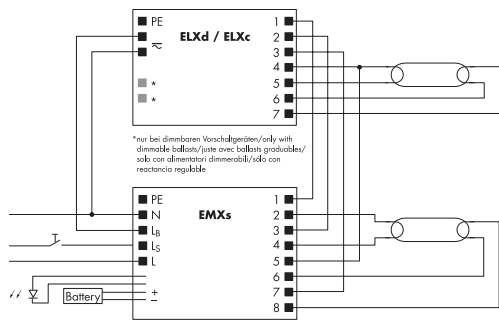 PE
ELXd / ELXc
1
2
3
4
5
6
7
*
*
*nur bei dimmbaren Vorschaltgeräten/only with
dimmable ballasts/juste avec ballasts graduables/
solo con alimentatori dimmerabili/sólo con
reactancia regulable
PE
N
LB
LS
L
EMXs
1
2
3
4
5
6
7
8
Battery
+
−